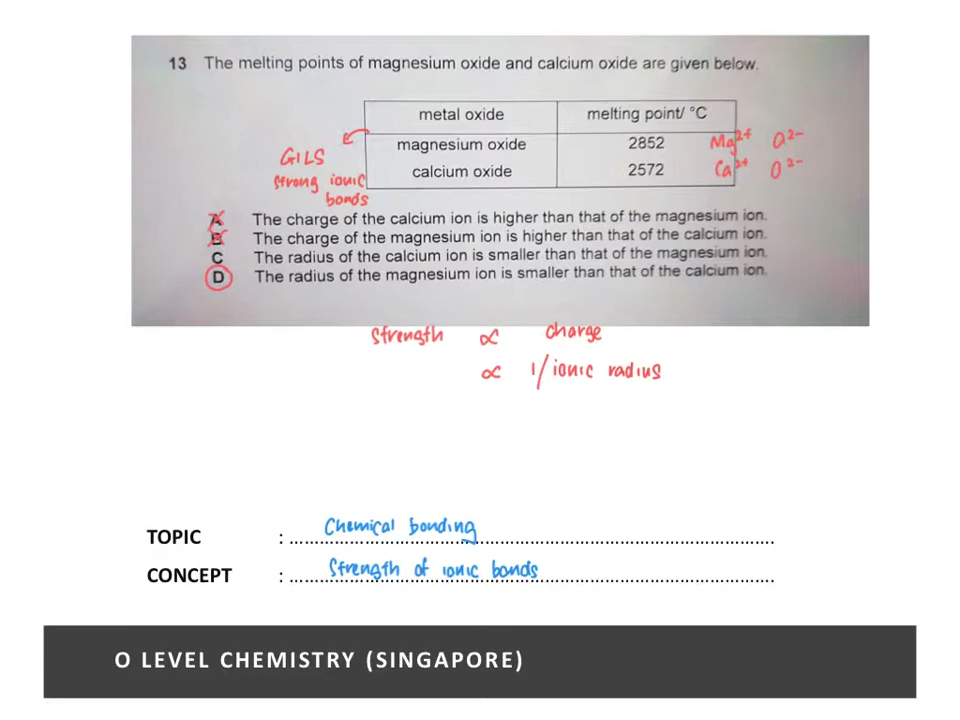 13 The melting points of magnesium oxide and calcium oxide are given below.
metal oxide melting point/ °C
magnesium oxide 2852 Mg²⁺ O²⁻
calcium oxide 2572 Ca²⁺ O²⁻
GILS
strong ionic
bonds
A The charge of the calcium ion is higher than that of the magnesium ion.
B The charge of the magnesium ion is higher than that of the calcium ion.
C The radius of the calcium ion is smaller than that of the magnesium ion.
D The radius of the magnesium ion is smaller than that of the calcium ion.
strength ∝ charge
∝ 1/ionic radius
TOPIC : Chemical bonding
CONCEPT : Strength of ionic bonds
O LEVEL CHEMISTRY (SINGAPORE)